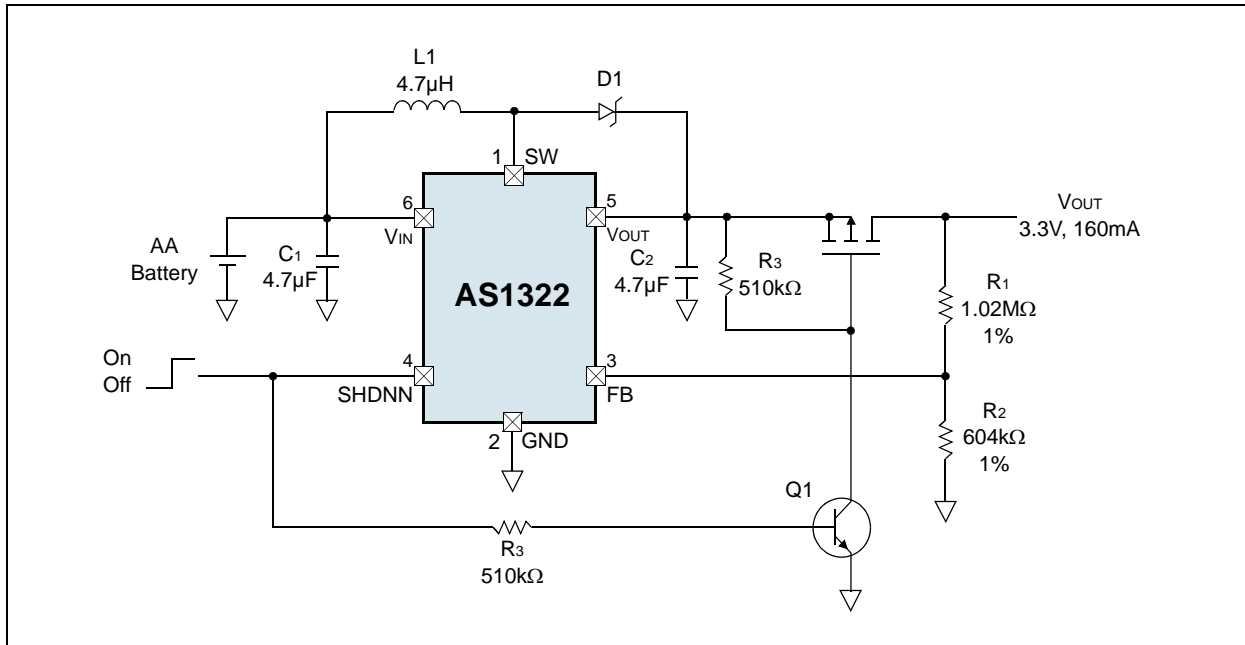 L1
4.7µH
D1
1 SW
6
VIN
5
VOUT
AA
Battery
C1
4.7µF
AS1322
C2
4.7µF
R3
510kΩ
VOUT
3.3V, 160mA
R1
1.02MΩ
1%
On
Off
4
SHDNN
3
FB
2 GND
R2
604kΩ
1%
Q1
R3
510kΩ